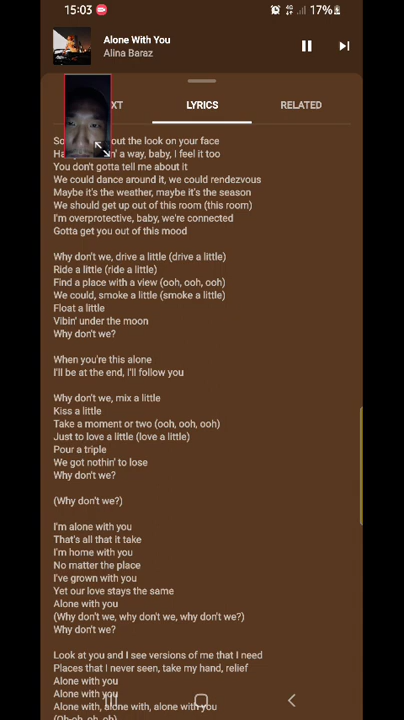 15:03
17%
Alone With You
Alina Baraz
XT
LYRICS
RELATED
So out the look on your face
Ha a way, baby, I feel it too
You don't gotta tell me about it
We could dance around it, we could rendezvous
Maybe it's the weather, maybe it's the season
We should get up out of this room (this room)
I'm overprotective, baby, we're connected
Gotta get you out of this mood
Why don't we, drive a little (drive a little)
Ride a little (ride a little)
Find a place with a view (ooh, ooh, ooh)
We could, smoke a little (smoke a little)
Float a little
Vibin' under the moon
Why don't we?
When you're this alone
I'll be at the end, I'll follow you
Why don't we, mix a little
Kiss a little
Take a moment or two (ooh, ooh, ooh)
Just to love a little (love a little)
Pour a triple
We got nothin' to lose
Why don't we?
(Why don't we?)
I'm alone with you
That's all that it take
I'm home with you
No matter the place
I've grown with you
Yet our love stays the same
Alone with you
(Why don't we, why don't we, why don't we?)
Why don't we?
Look at you and I see versions of me that I need
Places that I never seen, take my hand, relief
Alone with you
Alone with you
Alone with, alone with, alone with you
(Oh-oh, oh, oh)